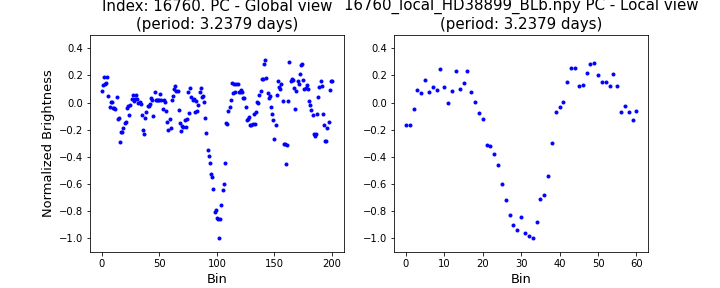 Index: 16760. PC - Global view
(period: 3.2379 days)
16760_local_HD38899_BLb.npy PC - Local view
(period: 3.2379 days)
Normalized Brightness
0.4
0.2
0.0
−0.2
−0.4
−0.6
−0.8
−1.0
0 50 100 150 200
Bin
0.4
0.2
0.0
−0.2
−0.4
−0.6
−0.8
−1.0
0 10 20 30 40 50 60
Bin